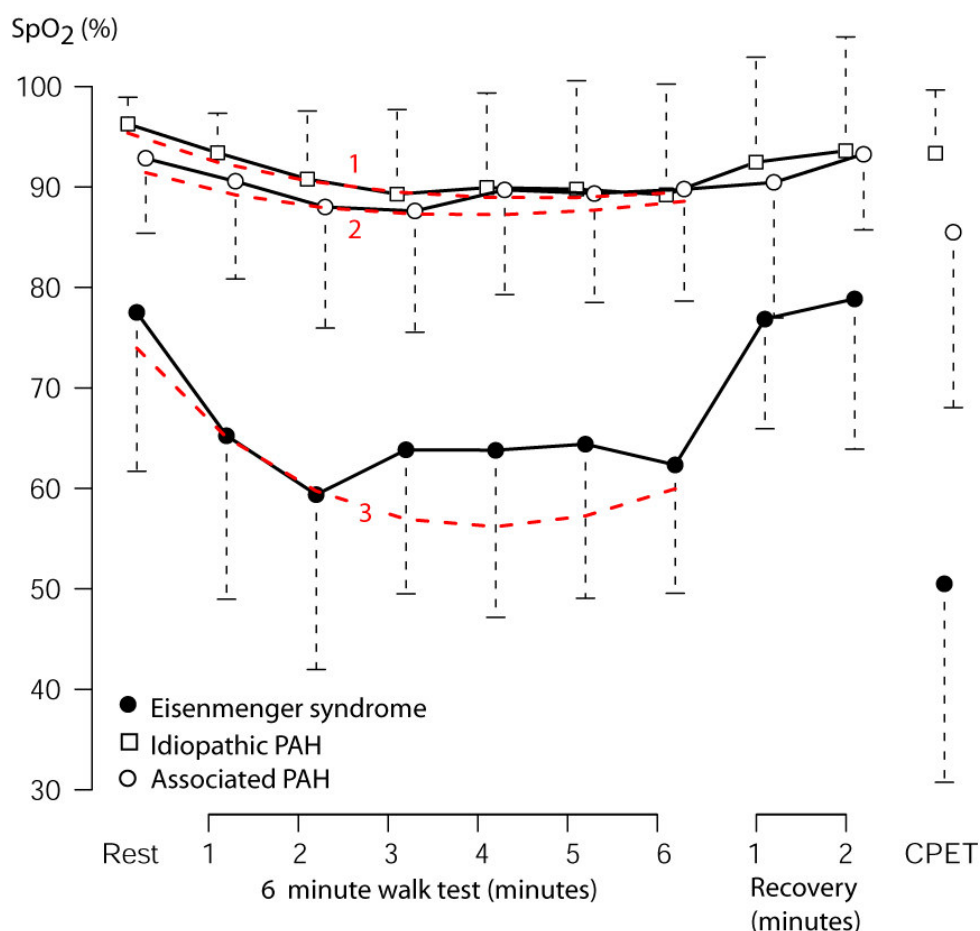 SpO2 (%)
100
90
80
70
60
50
40
30
1
2
3
Eisenmenger syndrome
Idiopathic PAH
Associated PAH
Rest 1 2 3 4 5 6 1 2 CPET
6 minute walk test (minutes)
Recovery
(minutes)